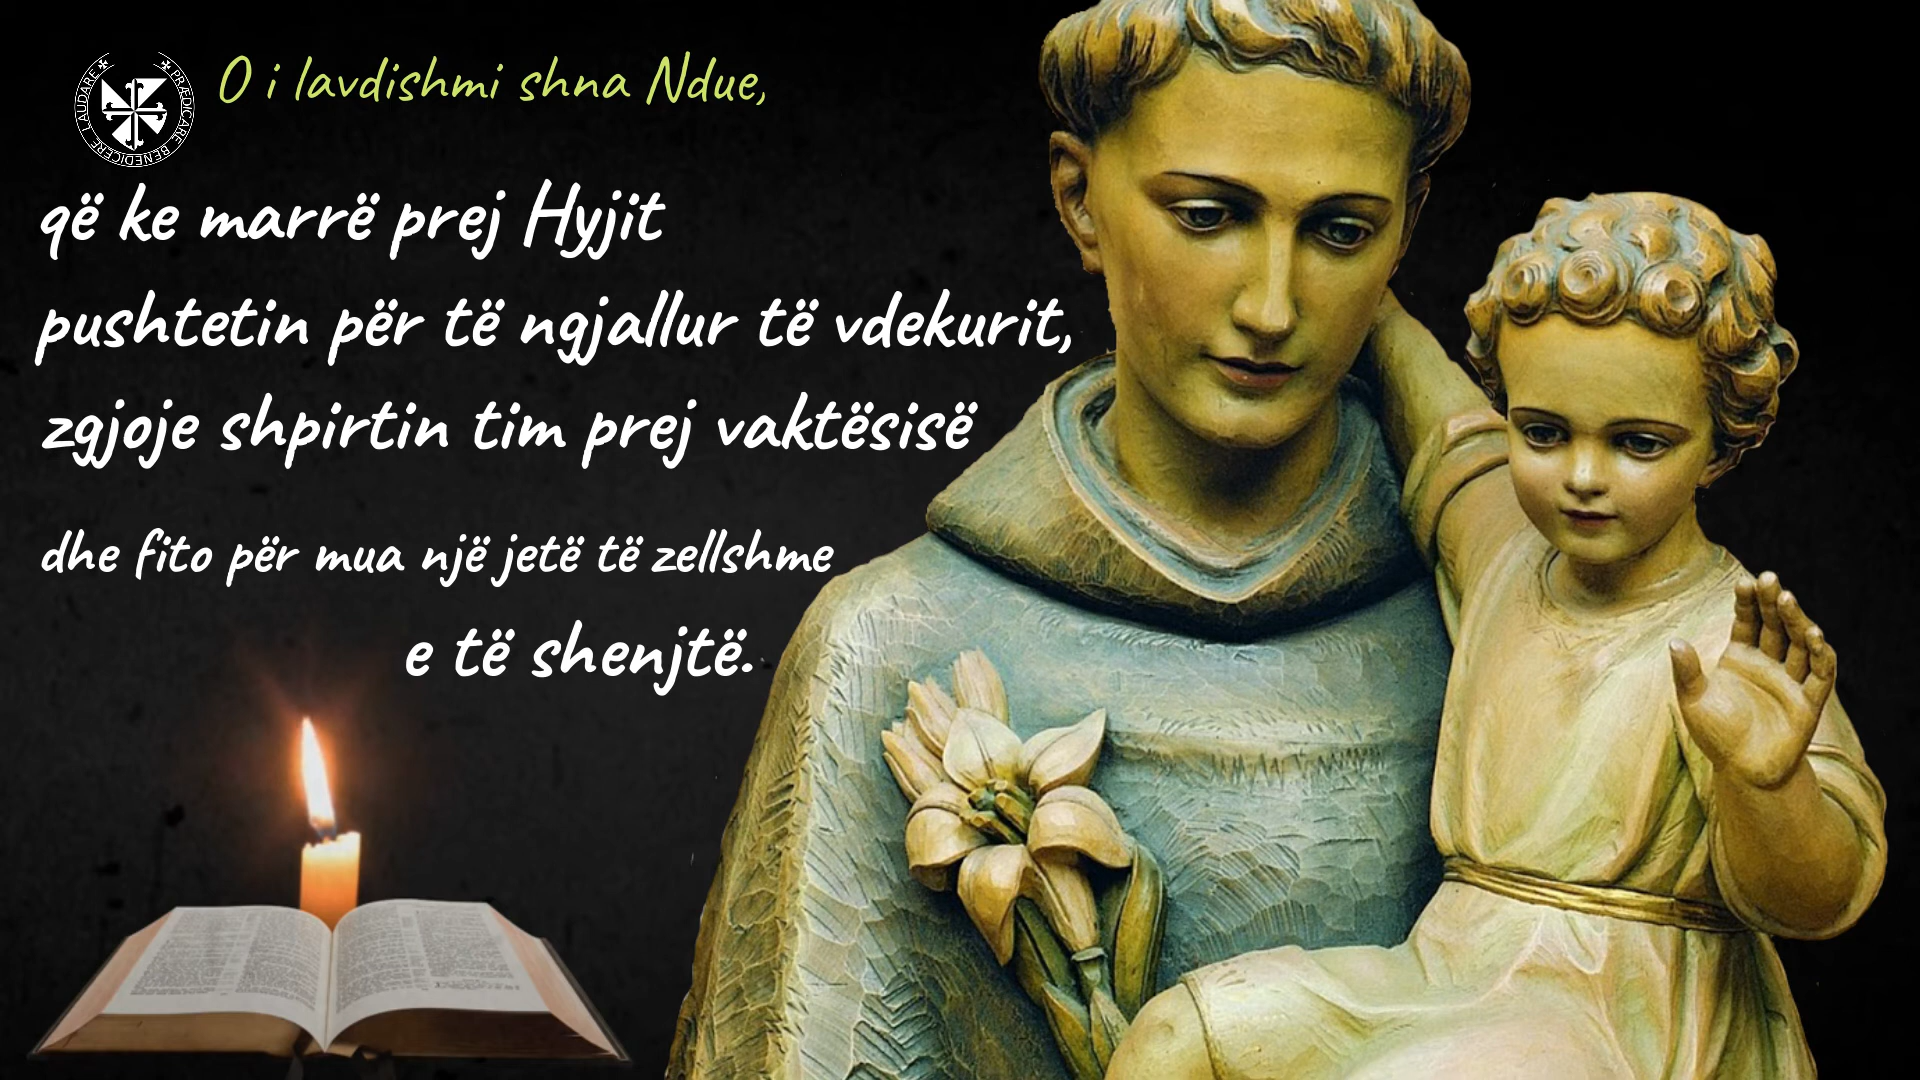 LAUDARE BENEDICERE PRÆDICARE
O i lavdishmi shna Ndue,
që ke marrë prej Hyjit
pushtetin për të ngjallur të vdekurit,
zgjoje shpirtin tim prej vaktësisë
dhe fito për mua një jetë të zellshme
e të shenjtë.